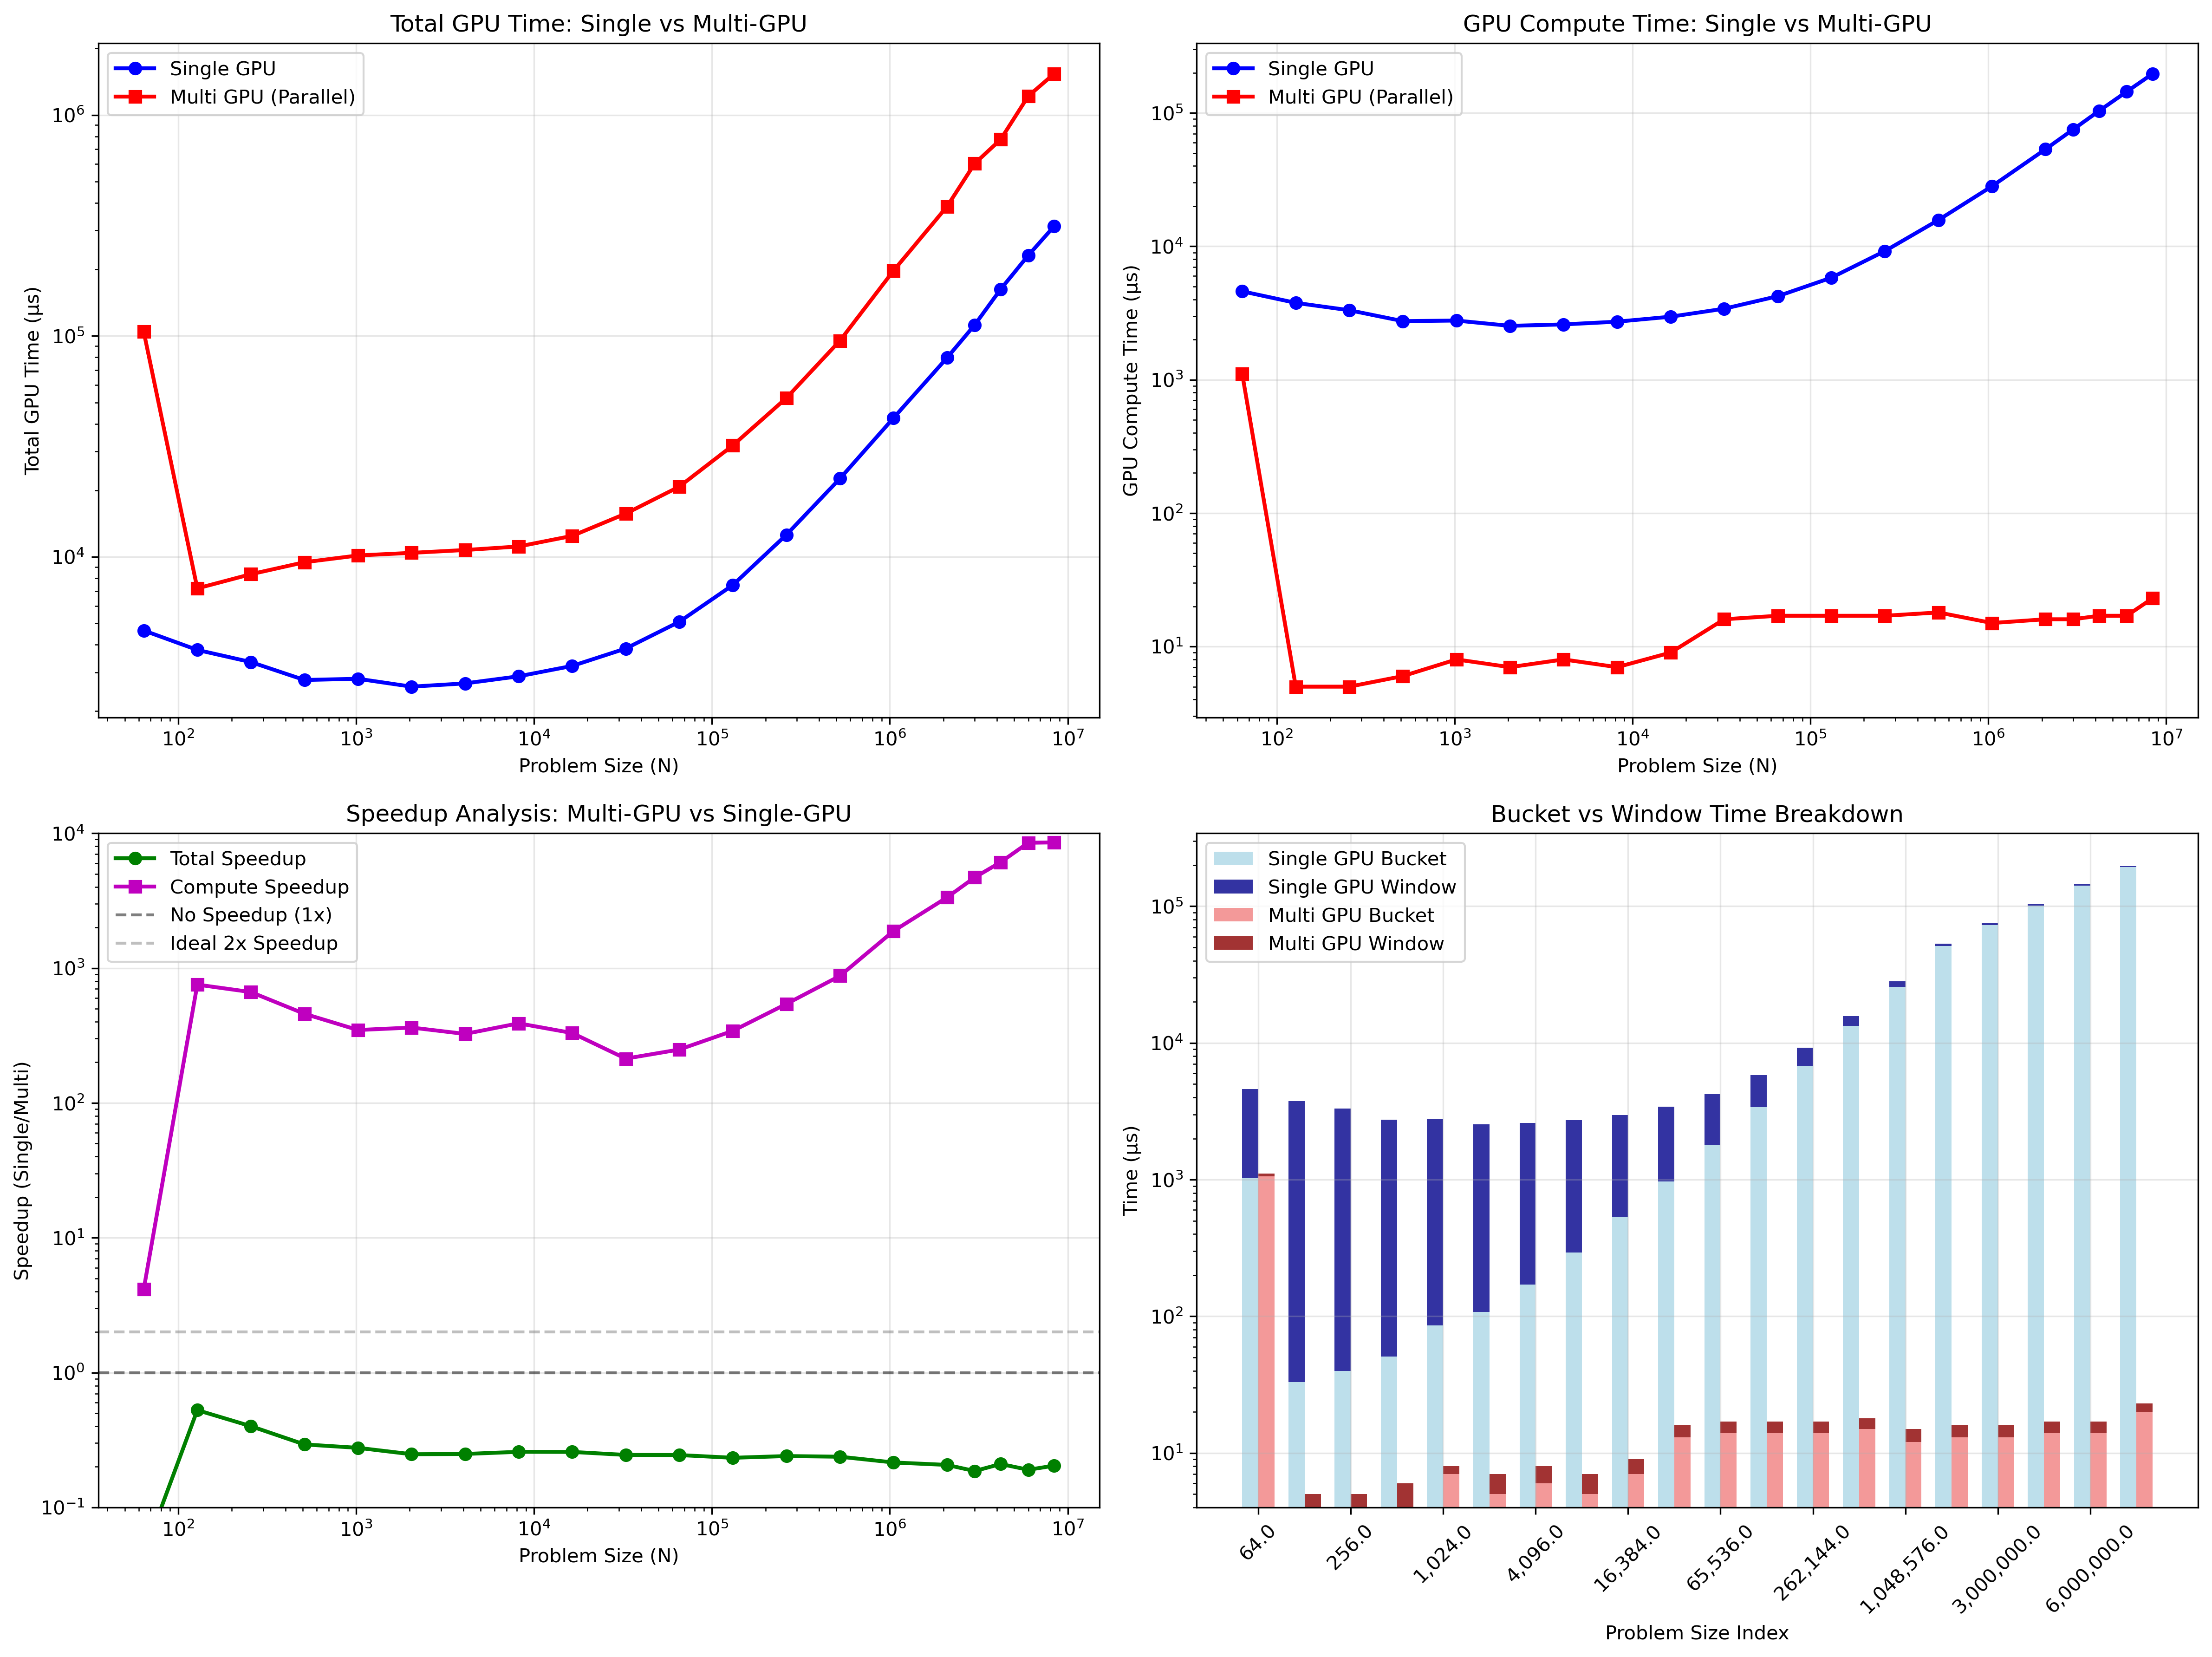 Total GPU Time: Single vs Multi-GPU
Single GPU
Multi GPU (Parallel)
Total GPU Time (µs)
10⁶
10⁵
10⁴
10² 10³ 10⁴ 10⁵ 10⁶ 10⁷
Problem Size (N)
GPU Compute Time: Single vs Multi-GPU
Single GPU
Multi GPU (Parallel)
GPU Compute Time (µs)
10⁵
10⁴
10³
10²
10¹
10² 10³ 10⁴ 10⁵ 10⁶ 10⁷
Problem Size (N)
Speedup Analysis: Multi-GPU vs Single-GPU
Total Speedup
Compute Speedup
No Speedup (1x)
Ideal 2x Speedup
Speedup (Single/Multi)
10⁴
10³
10²
10¹
10⁰
10⁻¹
10² 10³ 10⁴ 10⁵ 10⁶ 10⁷
Problem Size (N)
Bucket vs Window Time Breakdown
Single GPU Bucket
Single GPU Window
Multi GPU Bucket
Multi GPU Window
Time (µs)
10⁵
10⁴
10³
10²
10¹
64.0 256.0 1,024.0 4,096.0 16,384.0 65,536.0 262,144.0 1,048,576.0 3,000,000.0 6,000,000.0
Problem Size Index